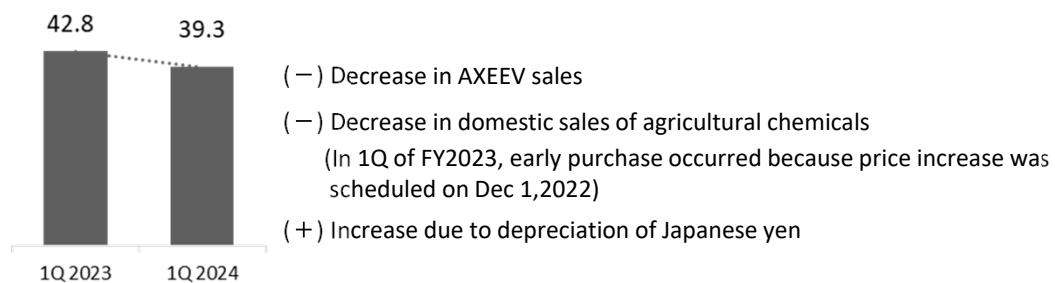 42.8
39.3
(－) Decrease in AXEEV sales
(－) Decrease in domestic sales of agricultural chemicals
(In 1Q of FY2023, early purchase occurred because price increase was
scheduled on Dec 1,2022)
(＋) Increase due to depreciation of Japanese yen
1Q 2023
1Q 2024